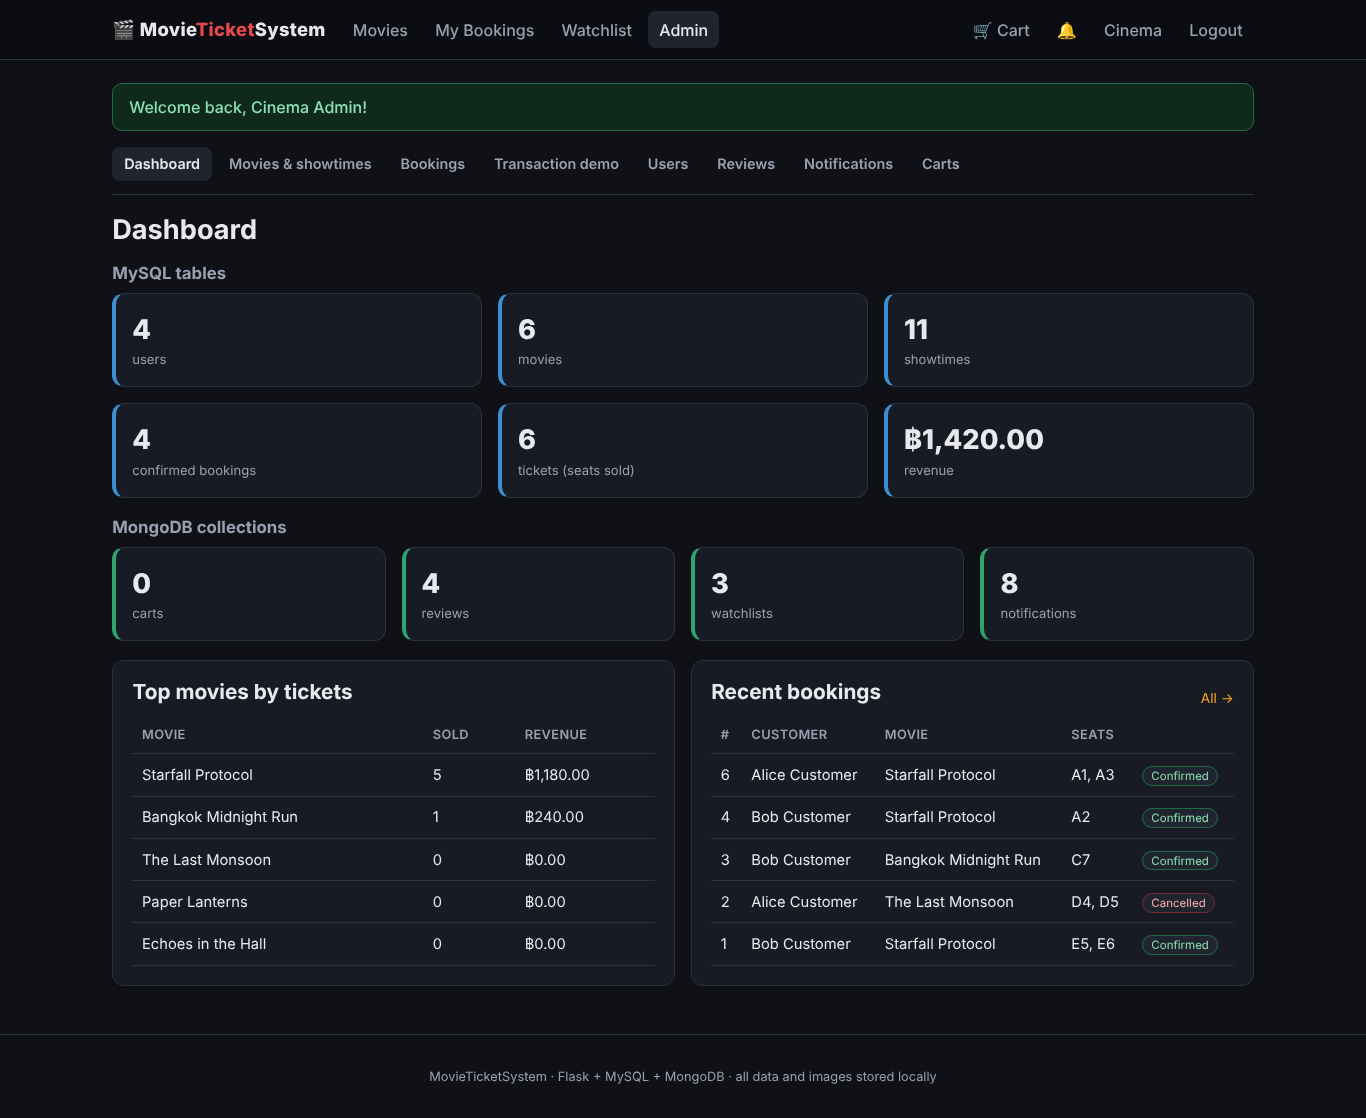 🎬 MovieTicketSystem Movies My Bookings Watchlist Admin 🛒 Cart 🔔 Cinema Logout
Welcome back, Cinema Admin!
Dashboard Movies & showtimes Bookings Transaction demo Users Reviews Notifications Carts
Dashboard
MySQL tables
4
users
6
movies
11
showtimes
4
confirmed bookings
6
tickets (seats sold)
฿1,420.00
revenue
MongoDB collections
0
carts
4
reviews
3
watchlists
8
notifications
Top movies by tickets
MOVIE SOLD REVENUE
Starfall Protocol 5 ฿1,180.00
Bangkok Midnight Run 1 ฿240.00
The Last Monsoon 0 ฿0.00
Paper Lanterns 0 ฿0.00
Echoes in the Hall 0 ฿0.00
Recent bookings
All →
# CUSTOMER MOVIE SEATS
6 Alice Customer Starfall Protocol A1, A3 Confirmed
4 Bob Customer Starfall Protocol A2 Confirmed
3 Bob Customer Bangkok Midnight Run C7 Confirmed
2 Alice Customer The Last Monsoon D4, D5 Cancelled
1 Bob Customer Starfall Protocol E5, E6 Confirmed
MovieTicketSystem · Flask + MySQL + MongoDB · all data and images stored locally